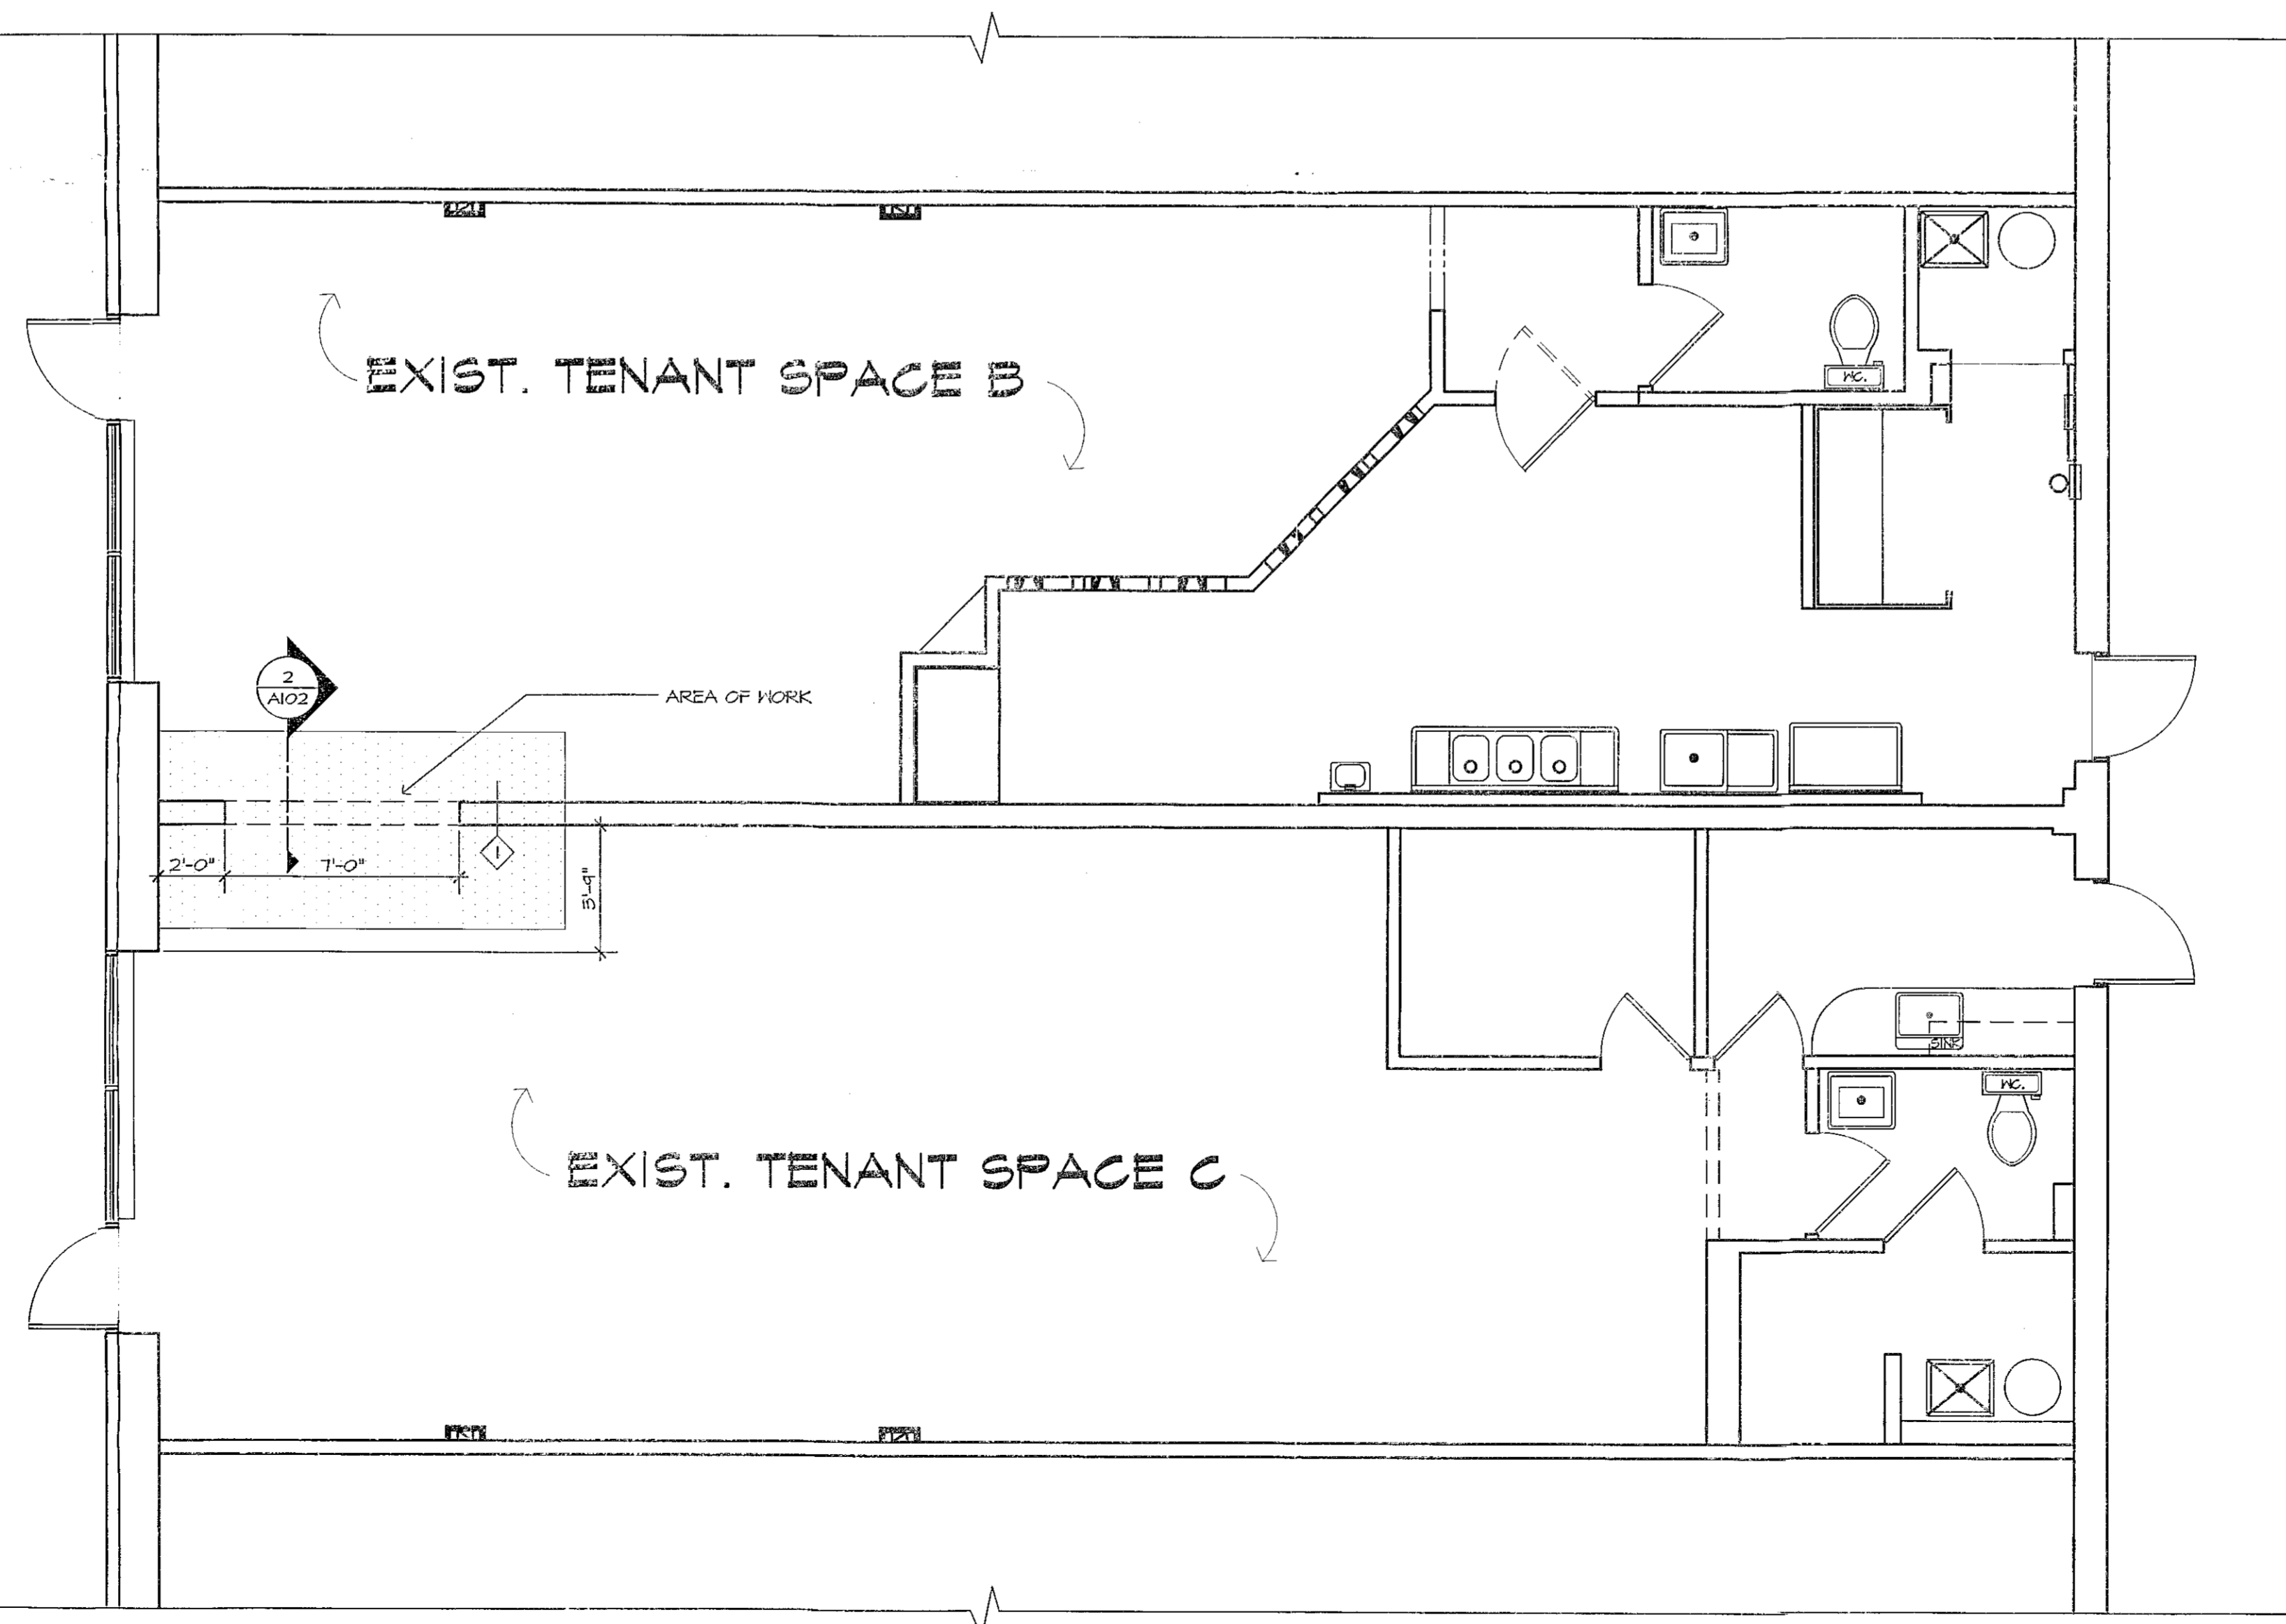 EXIST. TENANT SPACE B
WC.
2
A102
AREA OF WORK
2'-0"
7'-0"
1
3'-9"
SINK
WC.
EXIST. TENANT SPACE C